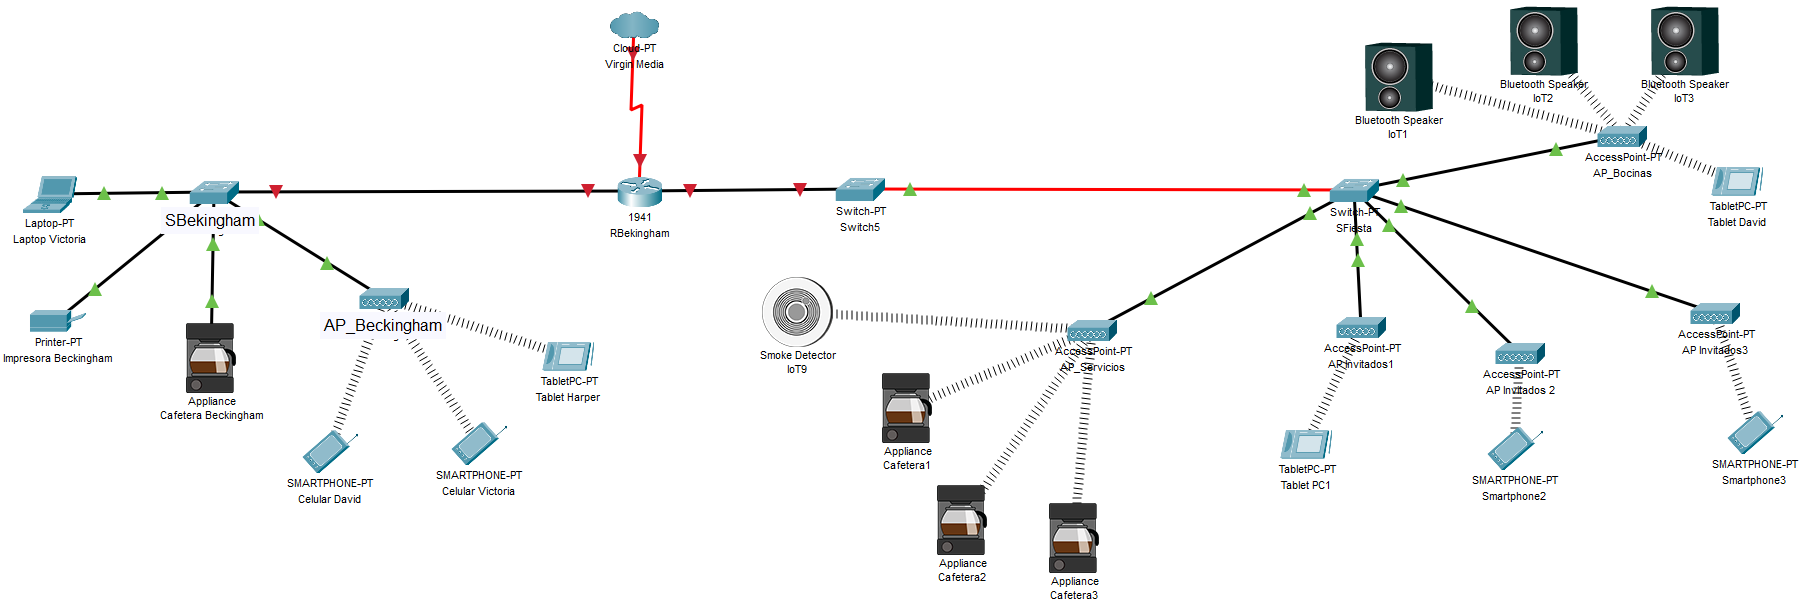 Cloud-PT
Virgin Media
Bluetooth Speaker
IoT2
Bluetooth Speaker
IoT3
Bluetooth Speaker
IoT1
AccessPoint-PT
AP_Bocinas
TabletPC-PT
Tablet David
Laptop-PT
Laptop Victoria
SBekingham
1941
RBekingham
Switch-PT
Switch5
Switch-PT
SFiesta
Printer-PT
Impresora Beckingham
Appliance
Cafetera Beckingham
AP_Beckingham
TabletPC-PT
Tablet Harper
SMARTPHONE-PT
Celular David
SMARTPHONE-PT
Celular Victoria
Smoke Detector
IoT9
AccessPoint-PT
AP_Servicios
AccessPoint-PT
AP Invitados1
AccessPoint-PT
AP Invitados 2
AccessPoint-PT
AP Invitados3
Appliance
Cafetera1
Appliance
Cafetera2
Appliance
Cafetera3
TabletPC-PT
Tablet PC1
SMARTPHONE-PT
Smartphone2
SMARTPHONE-PT
Smartphone3